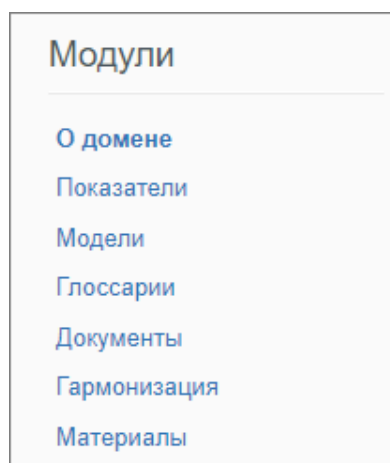 Модули
О домене
Показатели
Модели
Глоссарии
Документы
Гармонизация
Материалы